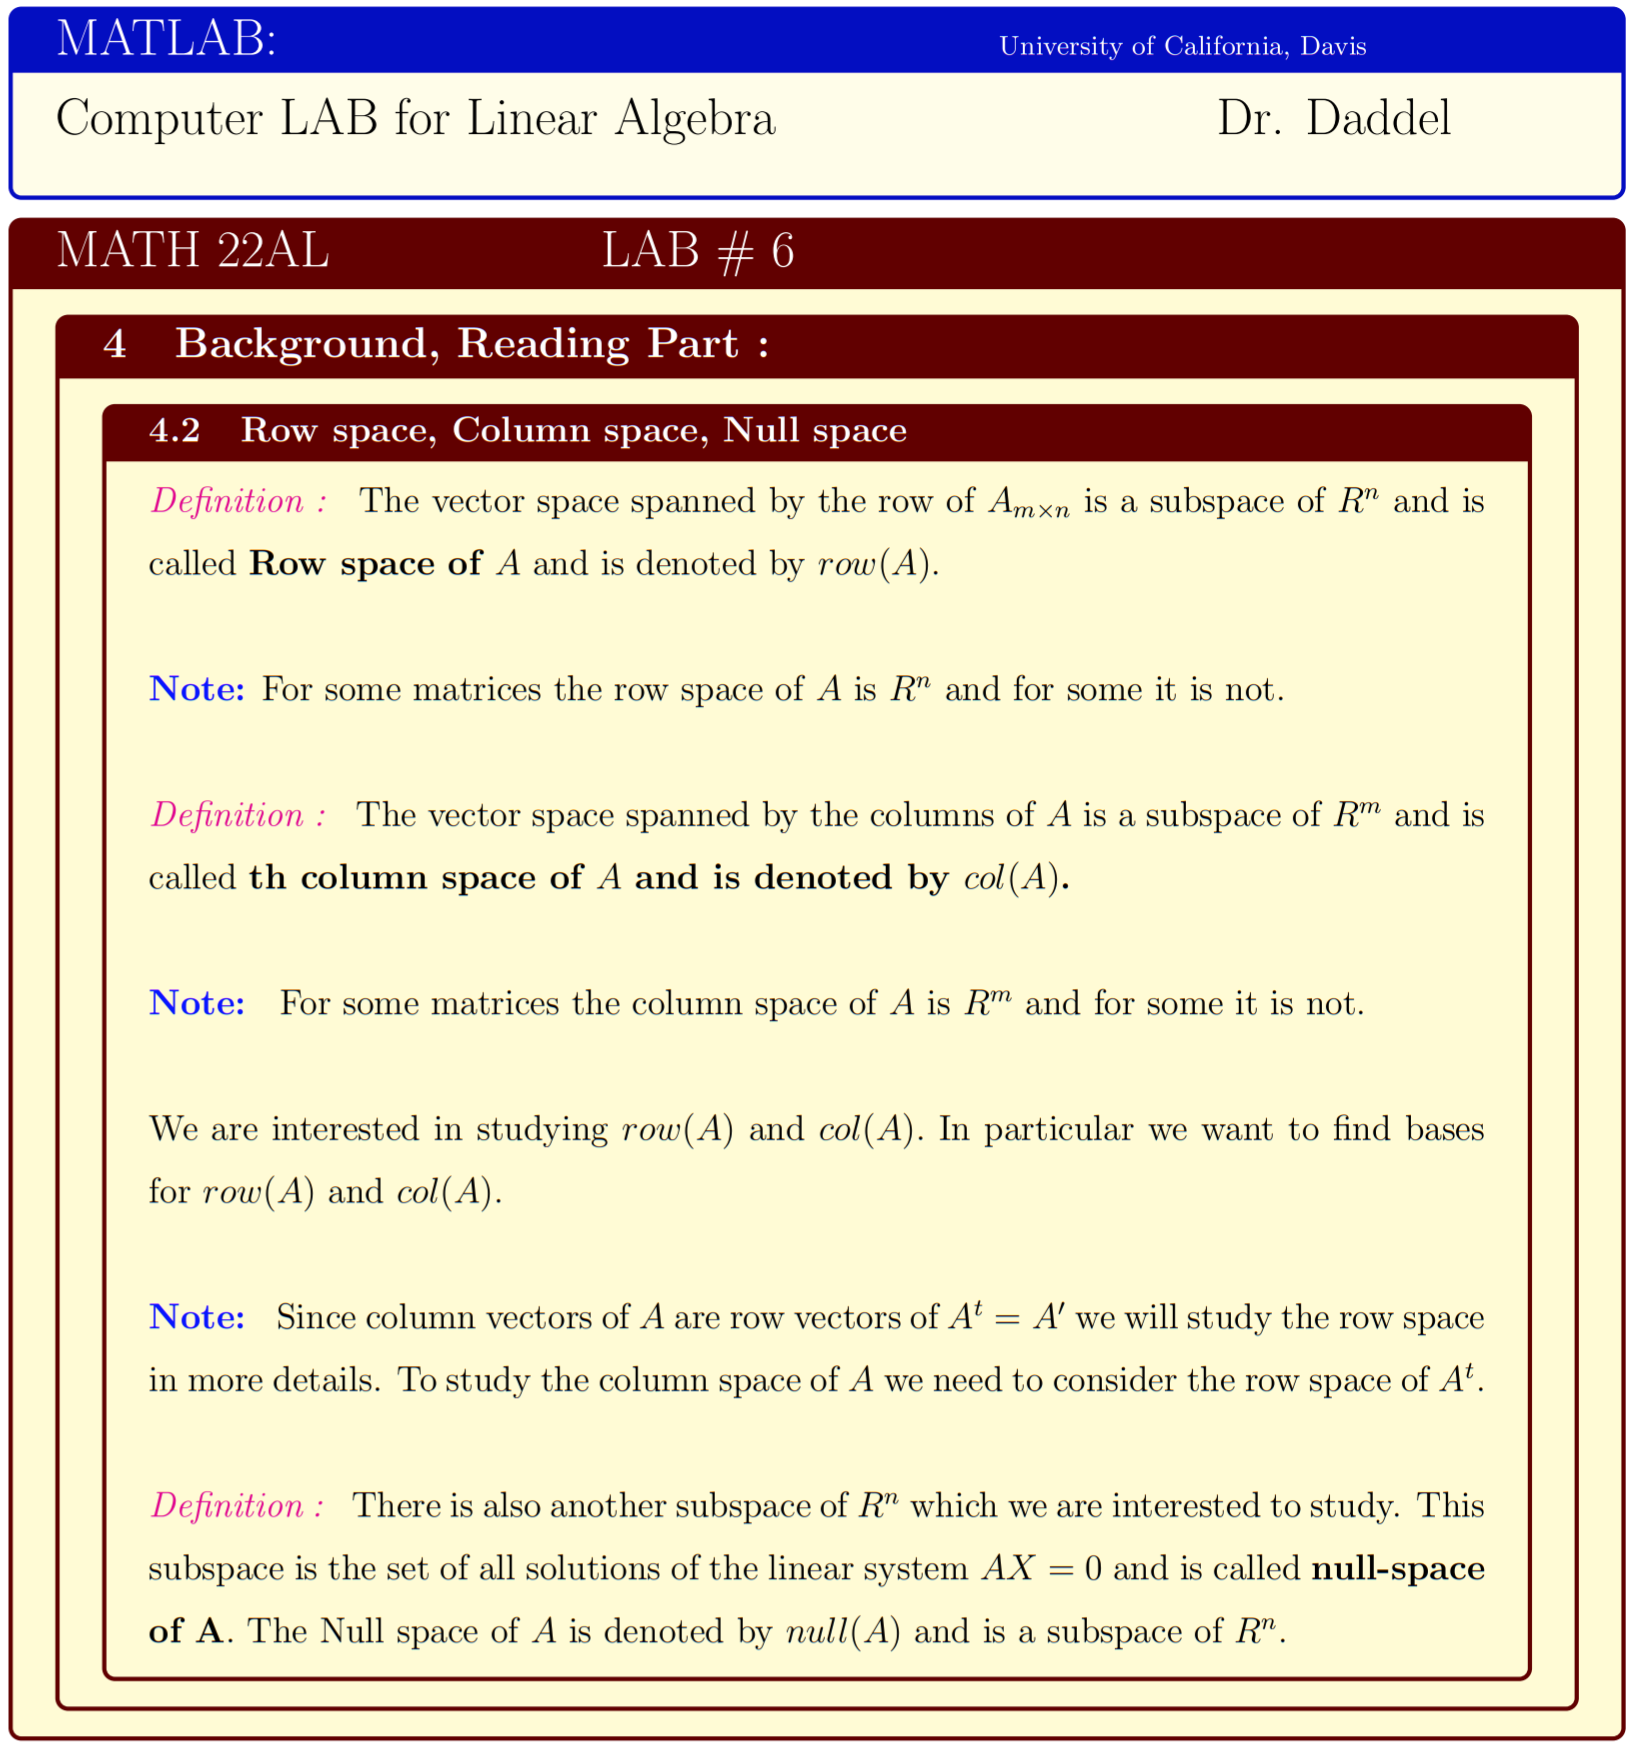 MATLAB: University of California, Davis
Computer LAB for Linear Algebra Dr. Daddel
MATH 22AL LAB # 6
4 Background, Reading Part :
4.2 Row space, Column space, Null space
Definition : The vector space spanned by the row of $A_{m \times n}$ is a subspace of $R^n$ and is
called Row space of $A$ and is denoted by $row(A)$.
Note: For some matrices the row space of $A$ is $R^n$ and for some it is not.
Definition : The vector space spanned by the columns of $A$ is a subspace of $R^m$ and is
called th column space of $A$ and is denoted by $col(A)$.
Note: For some matrices the column space of $A$ is $R^m$ and for some it is not.
We are interested in studying $row(A)$ and $col(A)$. In particular we want to find bases
for $row(A)$ and $col(A)$.
Note: Since column vectors of $A$ are row vectors of $A^t = A'$ we will study the row space
in more details. To study the column space of $A$ we need to consider the row space of $A^t$.
Definition : There is also another subspace of $R^n$ which we are interested to study. This
subspace is the set of all solutions of the linear system $AX = 0$ and is called null-space
of A. The Null space of $A$ is denoted by $null(A)$ and is a subspace of $R^n$.